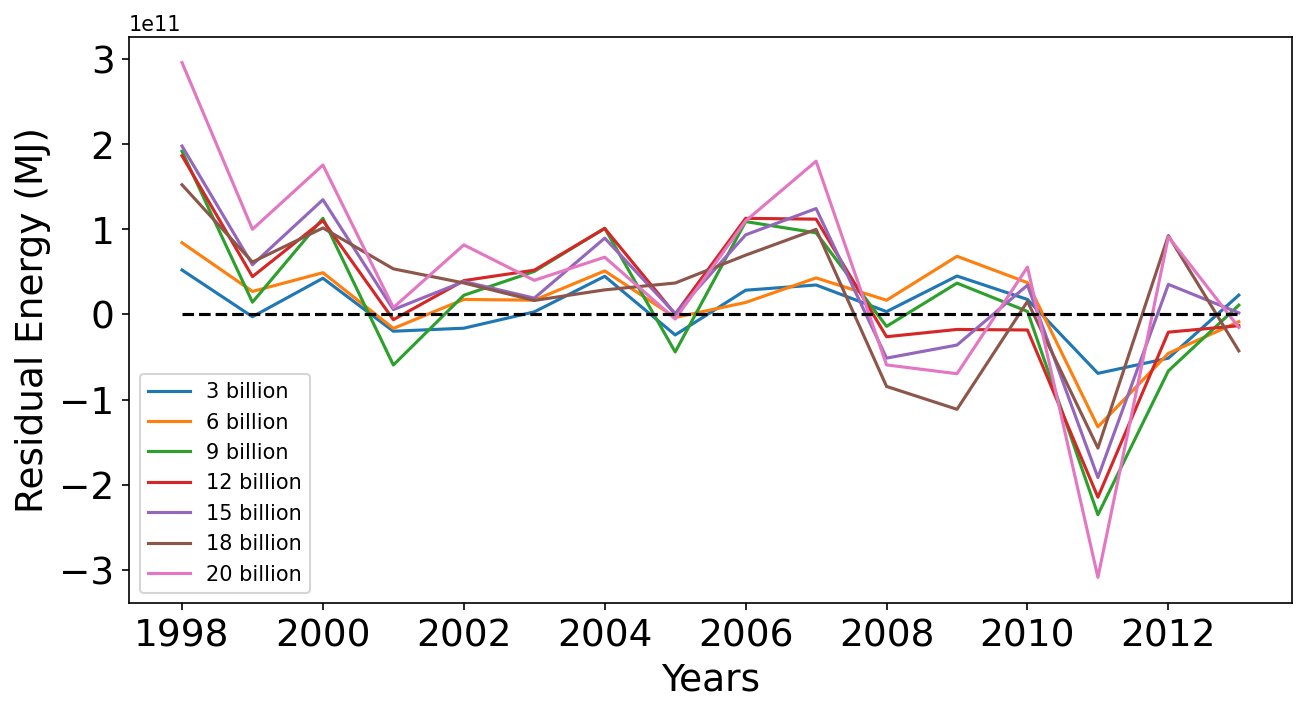 1e11
3
2
1
0
−1
−2
−3
Residual Energy (MJ)
3 billion
6 billion
9 billion
12 billion
15 billion
18 billion
20 billion
1998 2000 2002 2004 2006 2008 2010 2012
Years